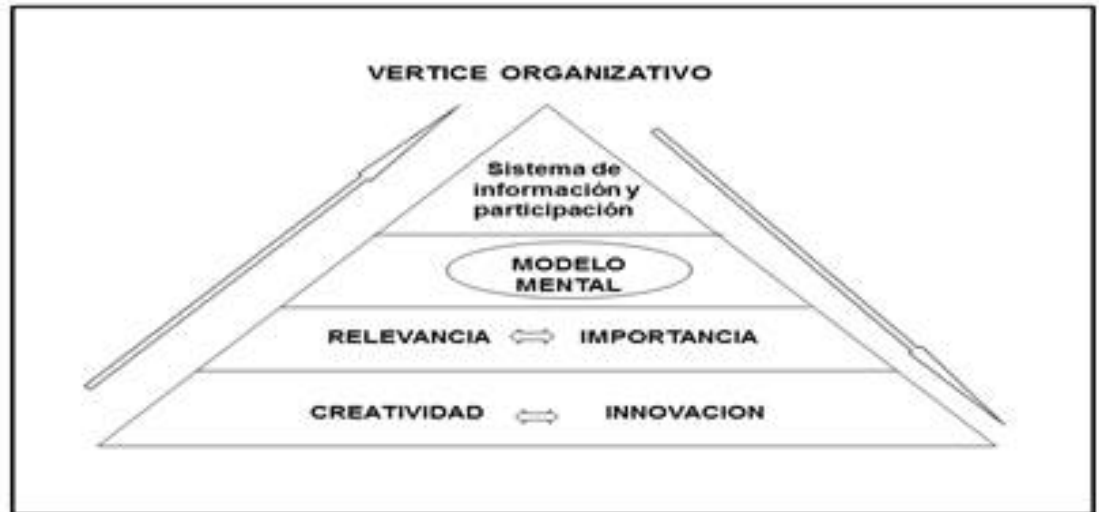 VERTICE ORGANIZATIVO
Sistema de
información y
participación
MODELO
MENTAL
RELEVANCIA IMPORTANCIA
CREATIVIDAD INNOVACION